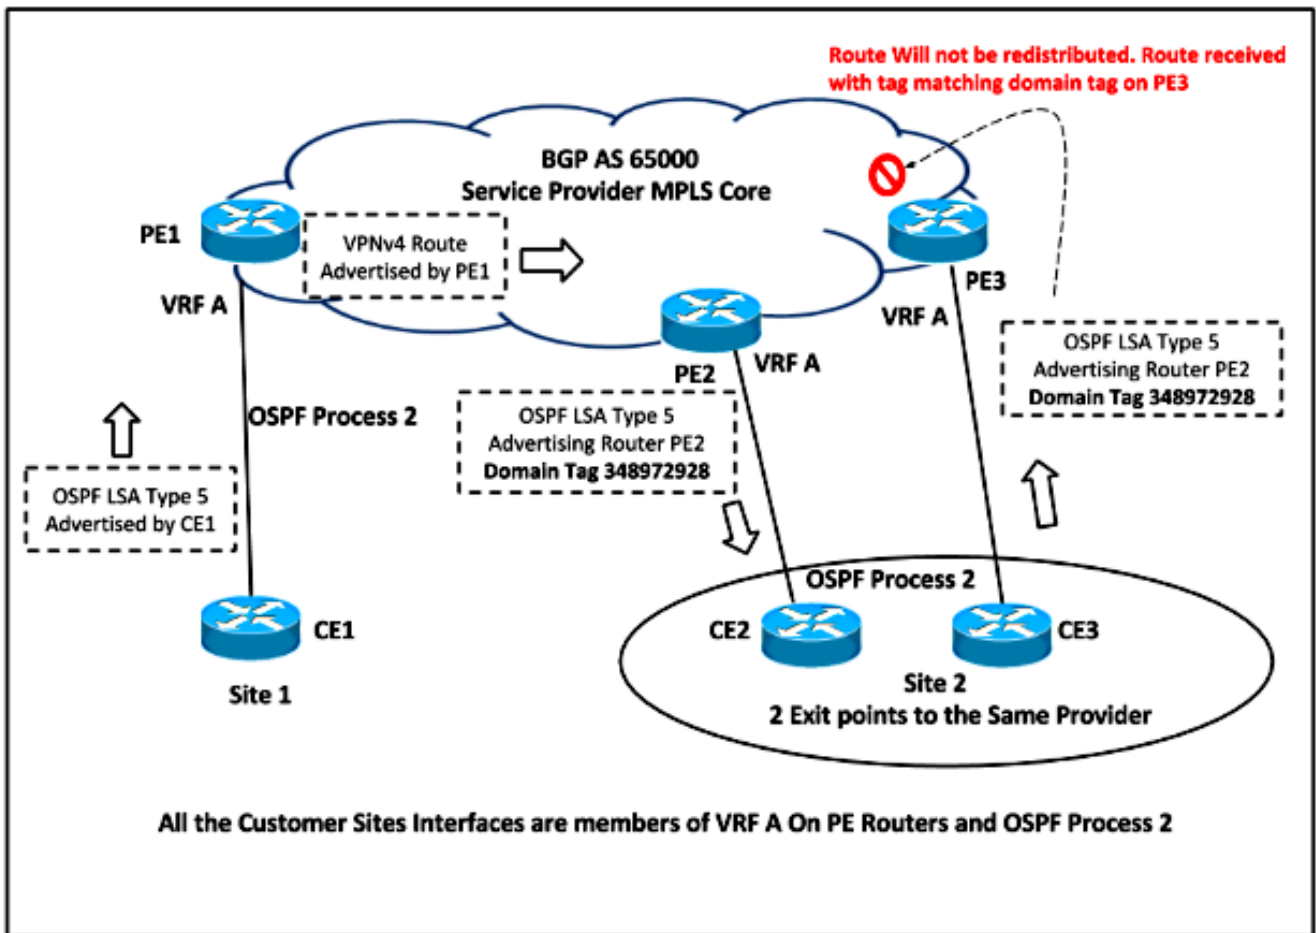 Route Will not be redistributed. Route received
with tag matching domain tag on PE3
BGP AS 65000
Service Provider MPLS Core
PE1
VPNv4 Route
Advertised by PE1
VRF A
PE3
VRF A
PE2
VRF A
OSPF LSA Type 5
Advertising Router PE2
Domain Tag 348972928
OSPF Process 2
OSPF LSA Type 5
Advertising Router PE2
Domain Tag 348972928
OSPF LSA Type 5
Advertised by CE1
OSPF Process 2
CE1
CE2
CE3
Site 1
Site 2
2 Exit points to the Same Provider
All the Customer Sites Interfaces are members of VRF A On PE Routers and OSPF Process 2